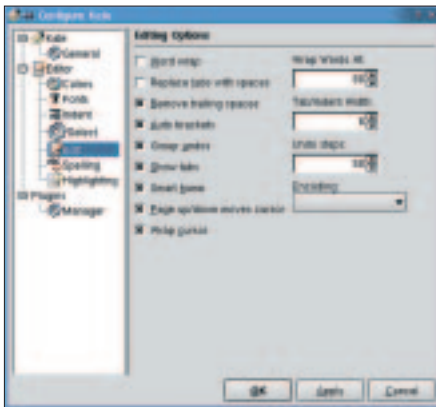 Configure Kate
Kate
General
Editor
Colors
Fonts
Indent
Select
Edit
Spelling
Highlighting
Plugins
Manager
Editing Options
Word wrap
Replace tabs with spaces
Remove trailing spaces
Auto brackets
Group undos
Show tabs
Smart home
Page up/down moves cursor
Wrap cursor
Wrap Words At:
Tab/Indent Width:
Undo steps:
Encoding:
OK
Apply
Cancel